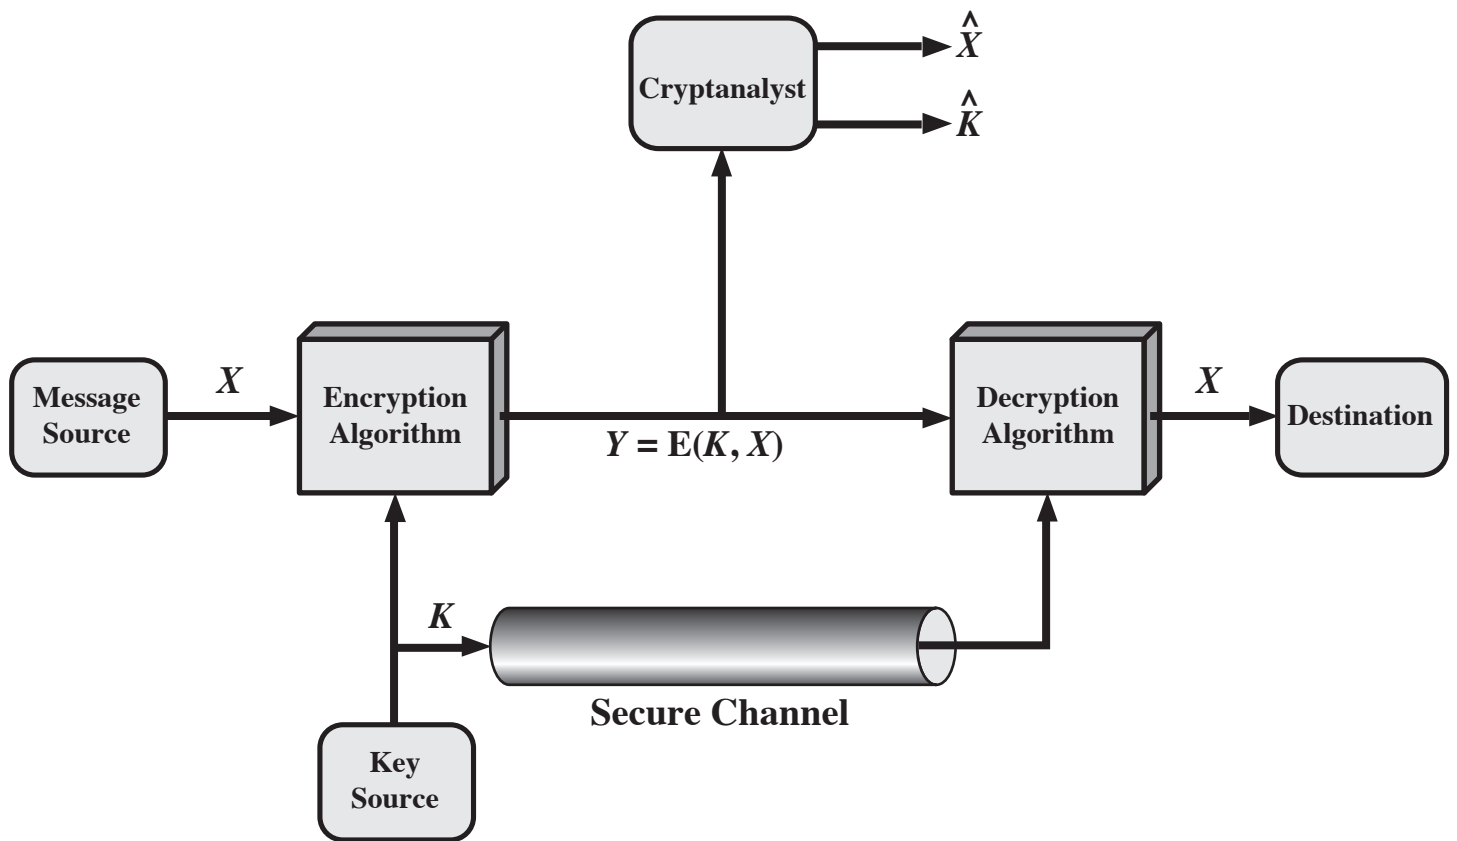 X̂
Cryptanalyst
K̂
Message
Source
X
Encryption
Algorithm
Y = E(K, X)
Decryption
Algorithm
X
Destination
K
Secure Channel
Key
Source